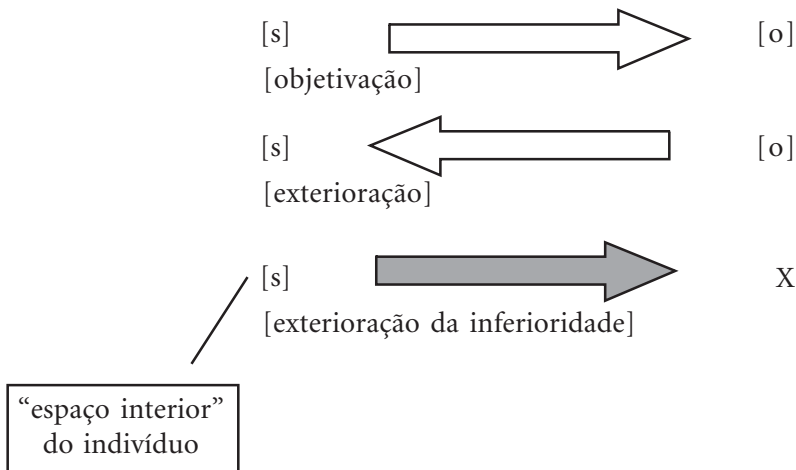 [s] [o]
[objetivação]
[s] [o]
[exterioração]
[s] X
[exterioração da inferioridade]
“espaço interior”
do indivíduo